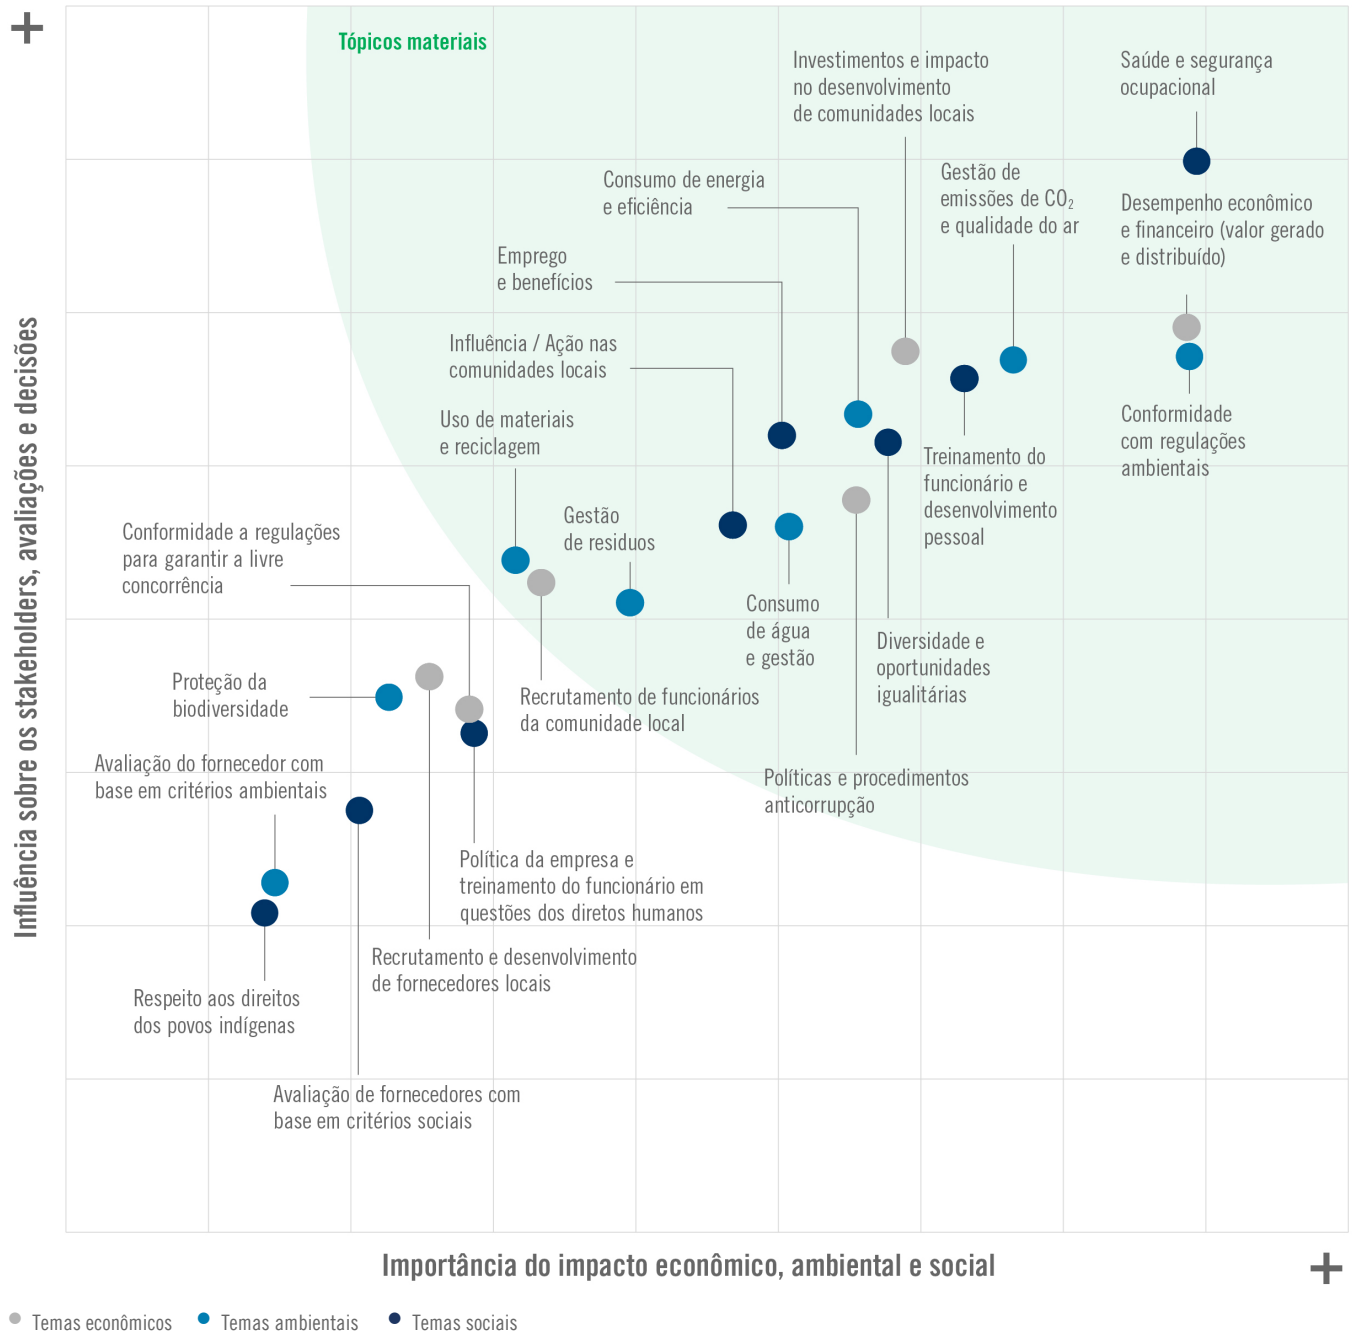 +
Tópicos materiais
Investimentos e impacto
no desenvolvimento
de comunidades locais
Saúde e segurança
ocupacional
Consumo de energia
e eficiência
Gestão de
emissões de CO₂
e qualidade do ar
Desempenho econômico
e financeiro (valor gerado
e distribuído)
Emprego
e benefícios
Influência / Ação nas
comunidades locais
Uso de materiais
e reciclagem
Conformidade
com regulações
ambientais
Treinamento do
funcionário e
desenvolvimento
pessoal
Gestão
de residuos
Conformidade a regulações
para garantir a livre
concorrência
Consumo
de água
e gestão
Diversidade e
oportunidades
igualitárias
Proteção da
biodiversidade
Recrutamento de funcionários
da comunidade local
Avaliação do fornecedor com
base em critérios ambientais
Políticas e procedimentos
anticorrupção
Política da empresa e
treinamento do funcionário em
questões dos diretos humanos
Recrutamento e desenvolvimento
de fornecedores locais
Respeito aos direitos
dos povos indígenas
Avaliação de fornecedores com
base em critérios sociais
Influência sobre os stakeholders, avaliações e decisões
Importância do impacto econômico, ambiental e social
+
Temas econômicos
Temas ambientais
Temas sociais